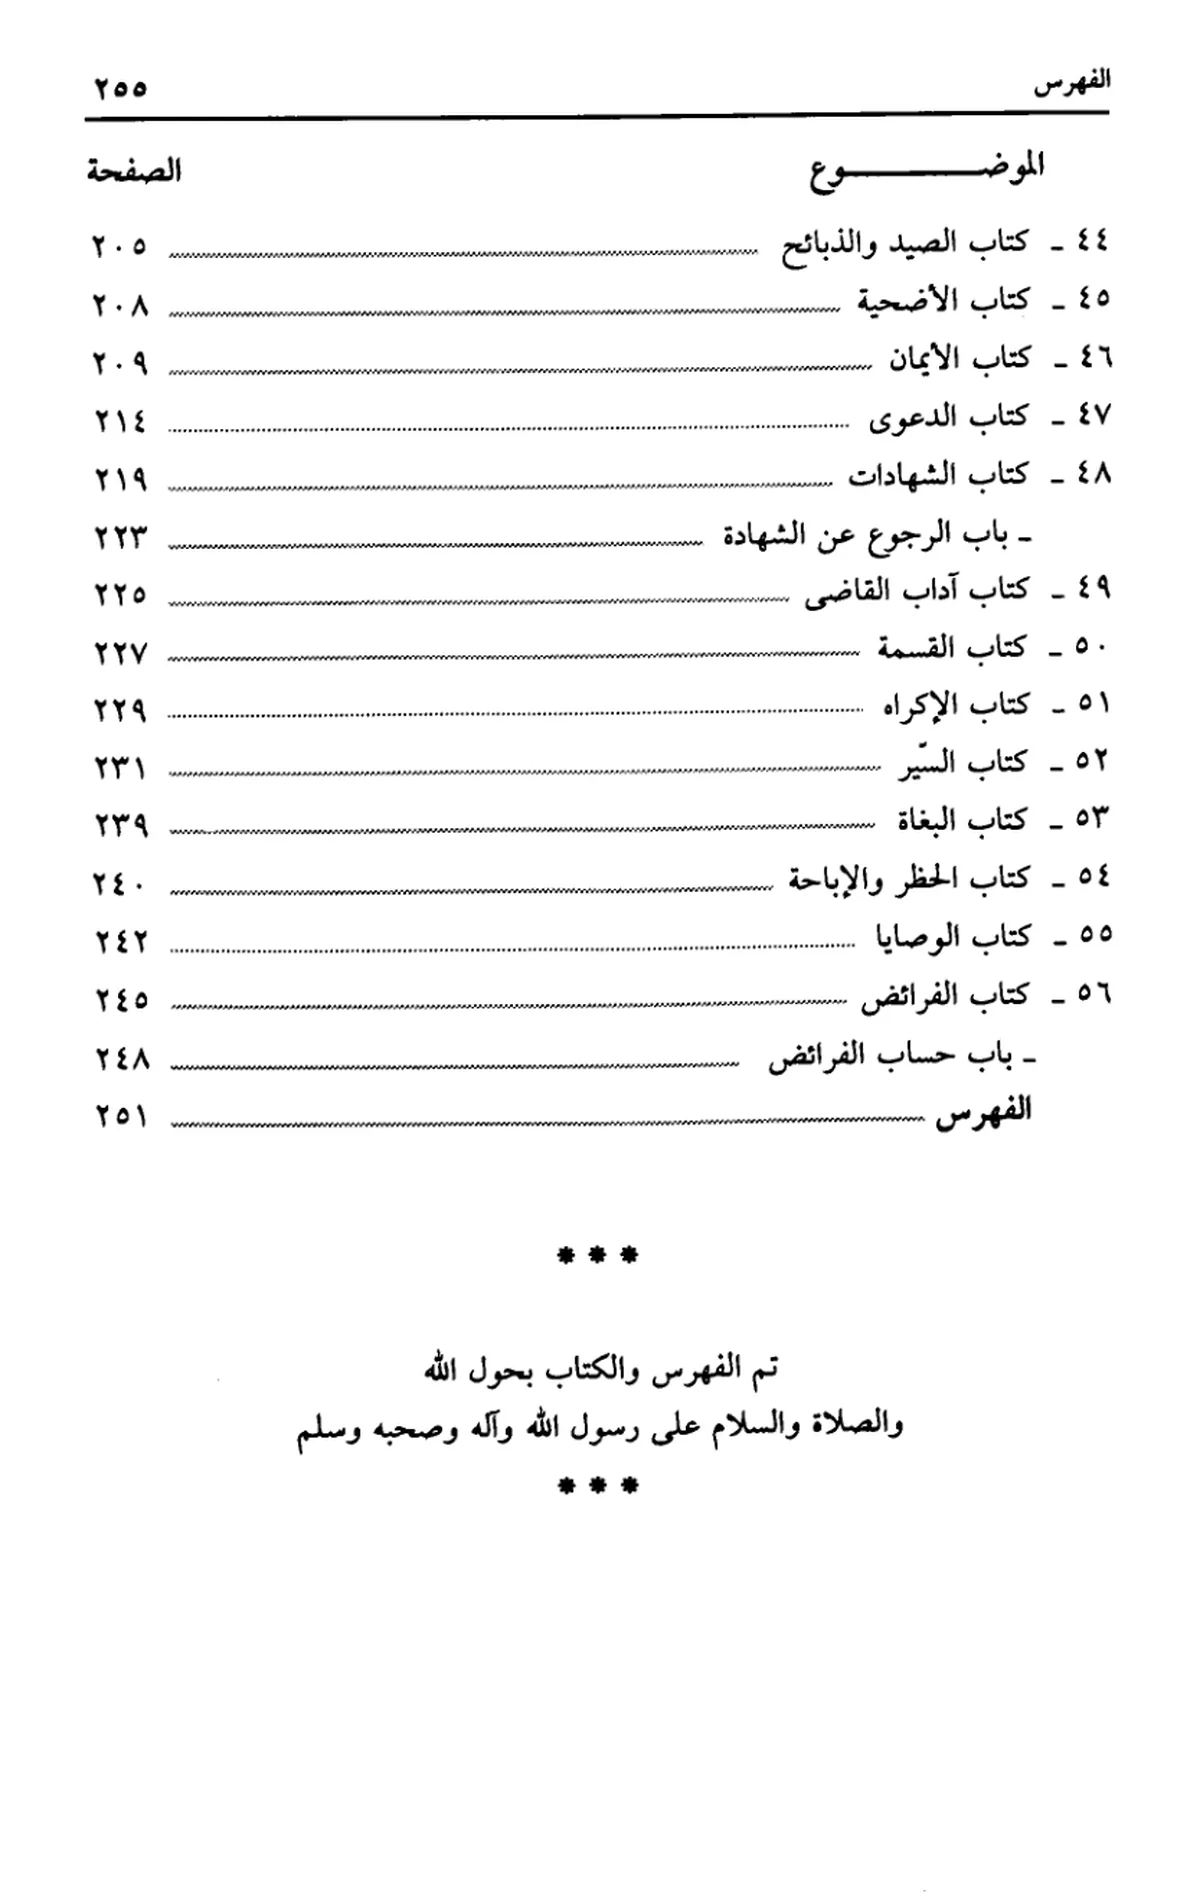 الفهرس ٢٥٥
الموضـــــــــوع الصفحة
٤٤ ـ كتاب الصيد والذبائح ٢٠٥
٤٥ ـ كتاب الأضحية ٢٠٨
٤٦ ـ كتاب الأيمان ٢٠٩
٤٧ ـ كتاب الدعوى ٢١٤
٤٨ ـ كتاب الشهادات ٢١٩
ـ باب الرجوع عن الشهادة ٢٢٣
٤٩ ـ كتاب آداب القاضى ٢٢٥
٥٠ ـ كتاب القسمة ٢٢٧
٥١ ـ كتاب الإكراه ٢٢٩
٥٢ ـ كتاب السّير ٢٣١
٥٣ ـ كتاب البغاة ٢٣٩
٥٤ ـ كتاب الحظر والإباحة ٢٤٠
٥٥ ـ كتاب الوصايا ٢٤٢
٥٦ ـ كتاب الفرائض ٢٤٥
ـ باب حساب الفرائض ٢٤٨
الفهرس ٢٥١
***
تم الفهرس والكتاب بحول الله
والصلاة والسلام على رسول الله وآله وصحبه وسلم
***